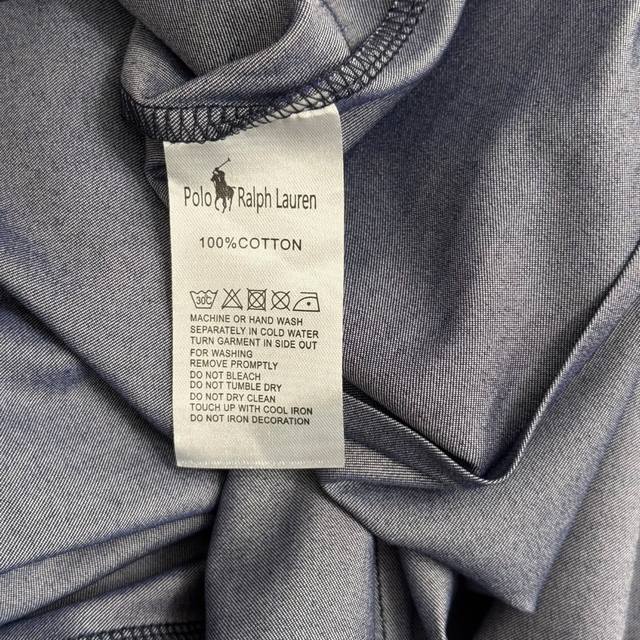 Polo Ralph Lauren
100%COTTON
30C
MACHINE OR HAND WASH
SEPARATELY IN COLD WATER
TURN GARMENT IN SIDE OUT
FOR WASHING
REMOVE PROMPTLY
DO NOT BLEACH
DO NOT TUMBLE DRY
DO NOT DRY CLEAN
TOUCH UP WITH COOL IRON
DO NOT IRON DECORATION